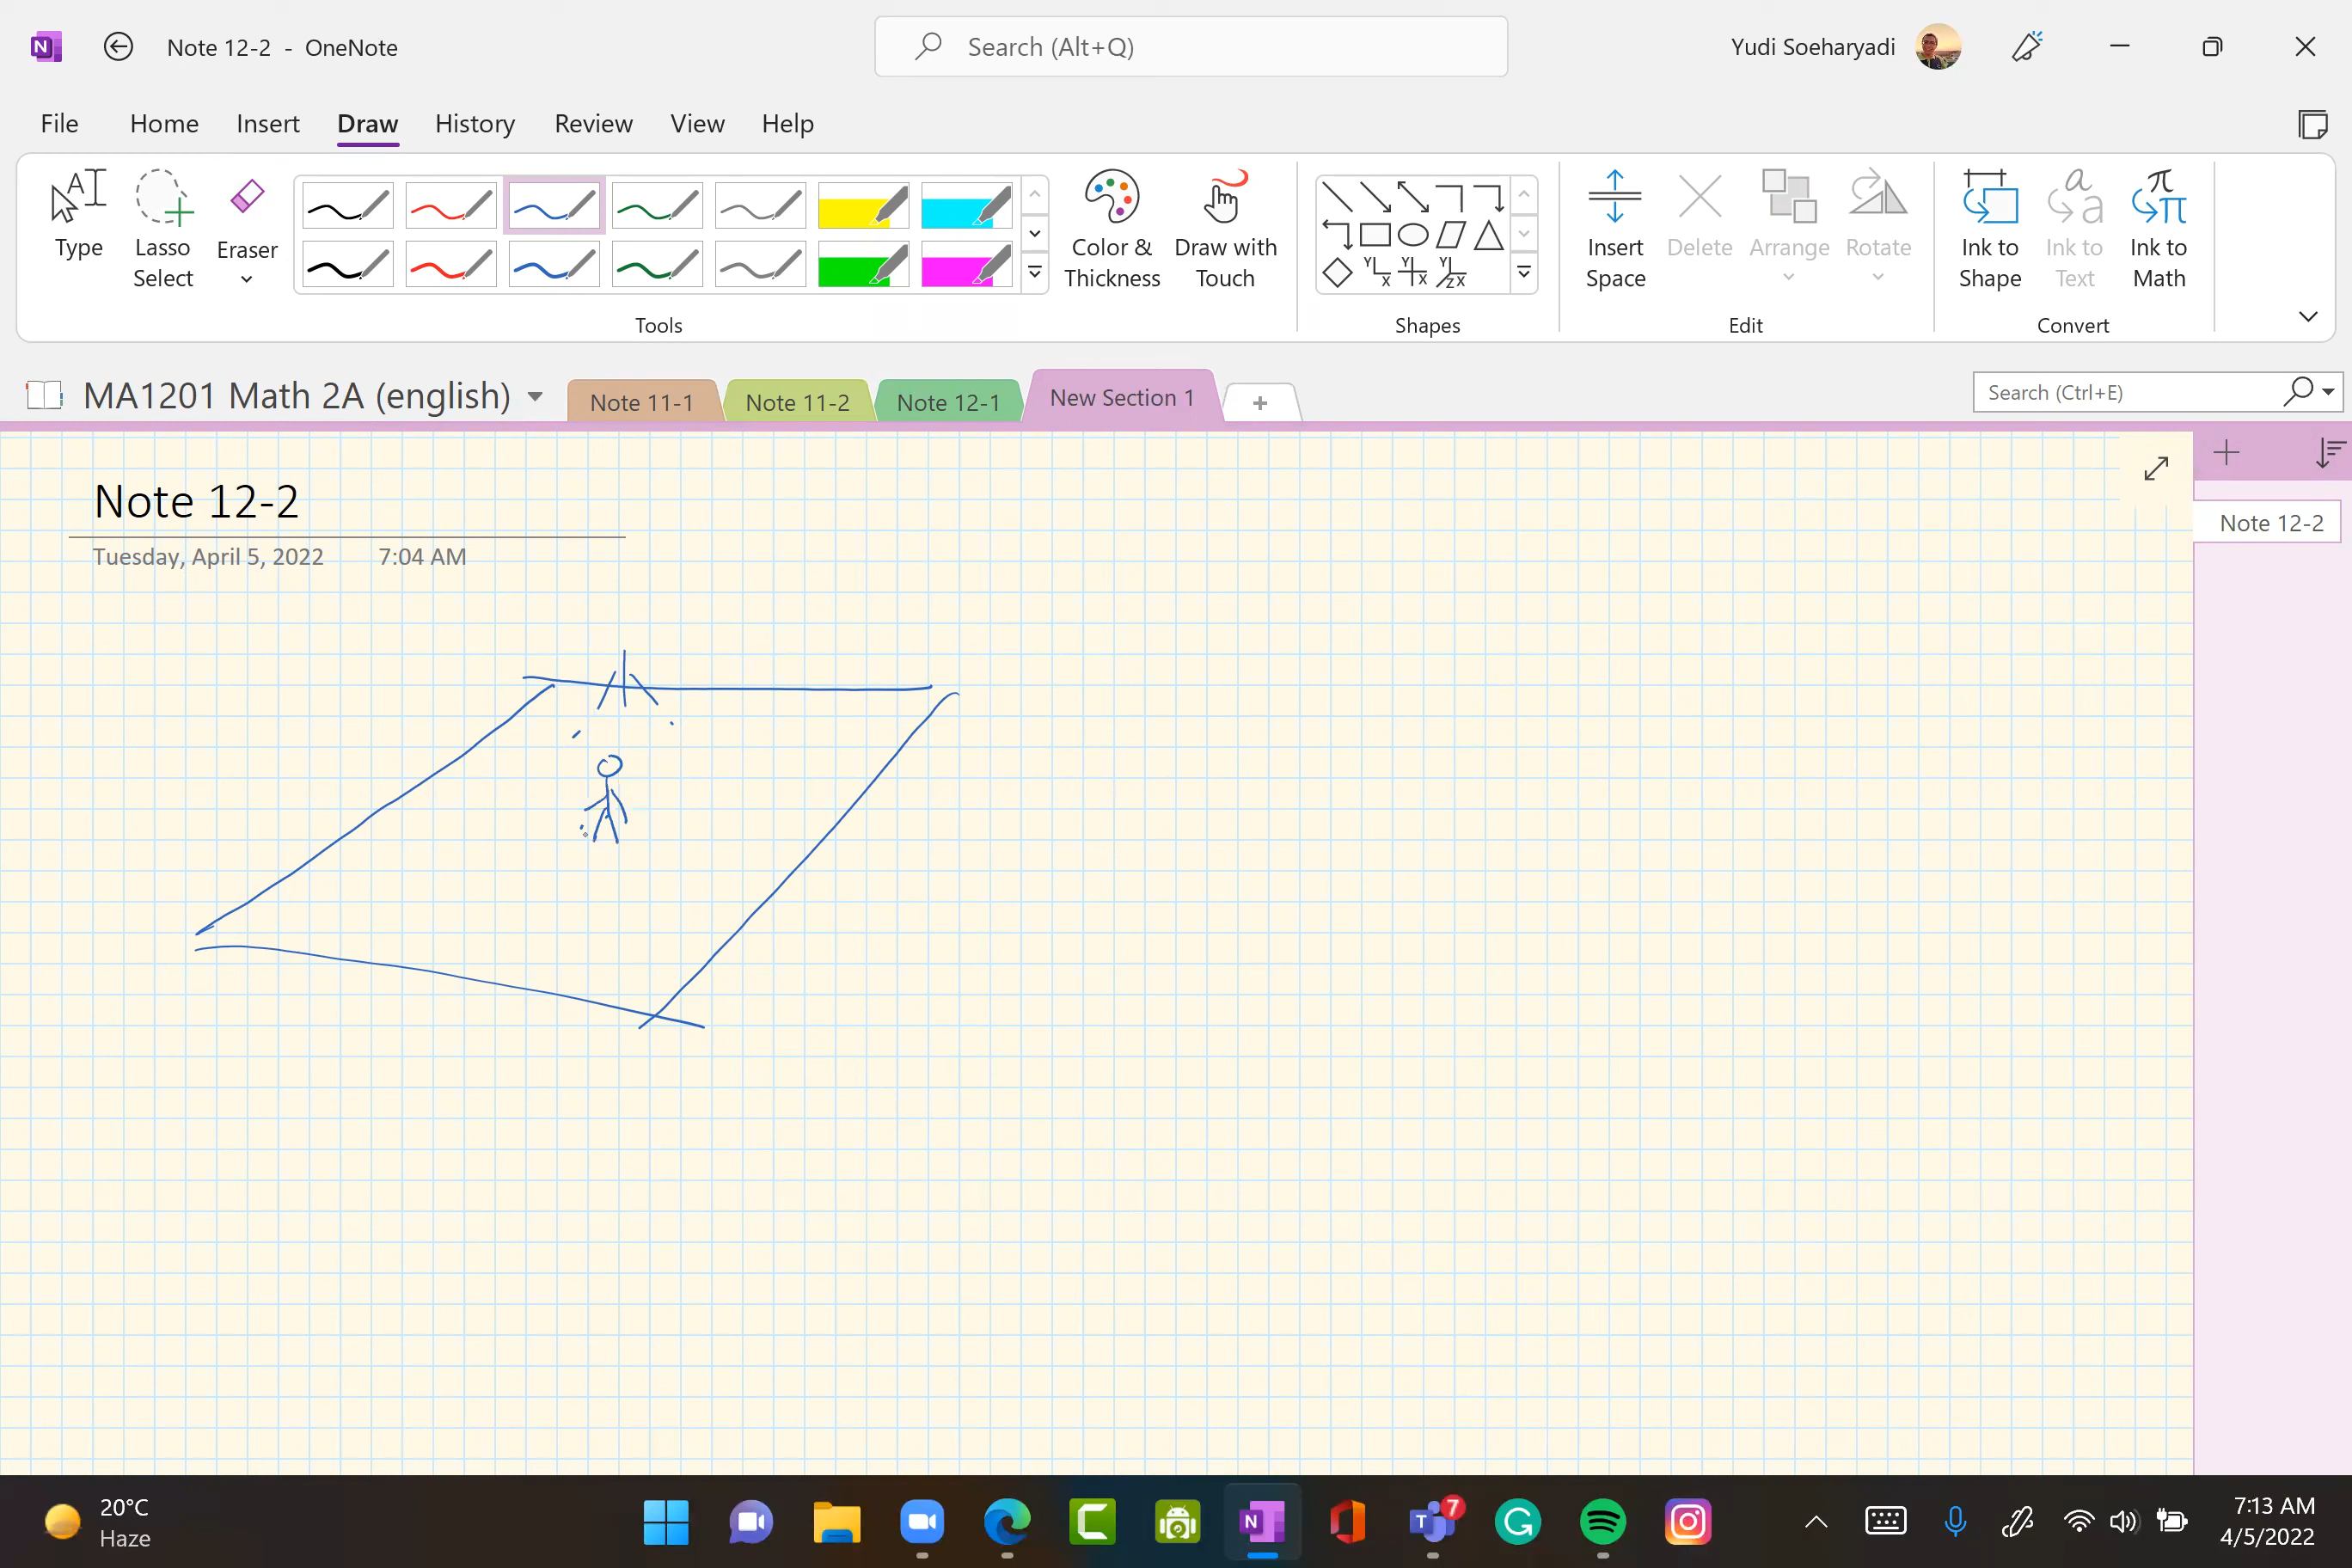 Note 12-2 - OneNote
Search (Alt+Q)
Yudi Soeharyadi
File Home Insert Draw History Review View Help
Type
Lasso Select
Eraser
Color & Thickness
Draw with Touch
Insert Space
Delete
Arrange
Rotate
Ink to Shape
Ink to Text
Ink to Math
Tools Shapes Edit Convert
MA1201 Math 2A (english)
Note 11-1
Note 11-2
Note 12-1
New Section 1
Search (Ctrl+E)
Note 12-2
Tuesday, April 5, 2022 7:04 AM
Note 12-2
20°C
Haze
7
7:13 AM
4/5/2022